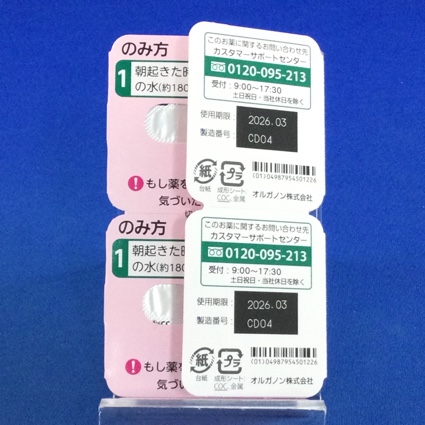 のみ方
1 朝起きた時
の水(約180
もし薬を
気づいた
このお薬に関するお問い合わせ先
カスタマーサポートセンター
0120-095-213
受付：9:00～17:30
土日祝日・当社休日を除く
使用期限： 2026.03
製造番号： CD04
紙 プラ
台紙 成形シート
COC, 金属
(01)04987954501226
オルガノン株式会社
のみ方
1 朝起きた時
の水(約180
もし薬を
気づいた
このお薬に関するお問い合わせ先
カスタマーサポートセンター
0120-095-213
受付：9:00～17:30
土日祝日・当社休日を除く
使用期限： 2026.03
製造番号： CD04
紙 プラ
台紙 成形シート
COC, 金属
(01)04987954501226
オルガノン株式会社